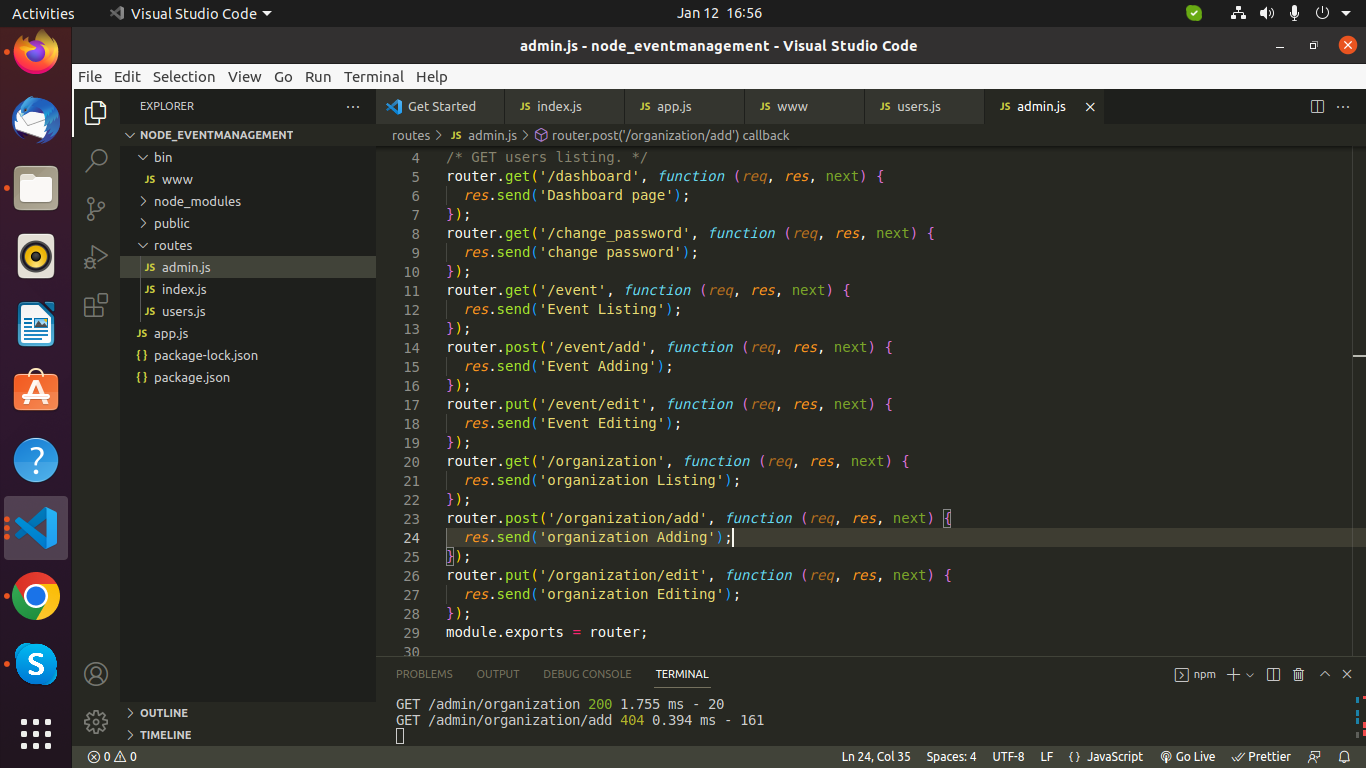 Activities
Visual Studio Code
Jan 12 16:56
admin.js - node_eventmanagement - Visual Studio Code
File Edit Selection View Go Run Terminal Help
EXPLORER
NODE_EVENTMANAGEMENT
bin
JS www
node_modules
public
routes
JS admin.js
JS index.js
JS users.js
JS app.js
{} package-lock.json
{} package.json
OUTLINE
TIMELINE
Get Started JS index.js JS app.js JS www JS users.js JS admin.js
routes > JS admin.js > router.post('/organization/add') callback
4 /* GET users listing. */
5 router.get('/dashboard', function (req, res, next) {
6 res.send('Dashboard page');
7 });
8 router.get('/change_password', function (req, res, next) {
9 res.send('change password');
10 });
11 router.get('/event', function (req, res, next) {
12 res.send('Event Listing');
13 });
14 router.post('/event/add', function (req, res, next) {
15 res.send('Event Adding');
16 });
17 router.put('/event/edit', function (req, res, next) {
18 res.send('Event Editing');
19 });
20 router.get('/organization', function (req, res, next) {
21 res.send('organization Listing');
22 });
23 router.post('/organization/add', function (req, res, next) {
24 res.send('organization Adding');
25 });
26 router.put('/organization/edit', function (req, res, next) {
27 res.send('organization Editing');
28 });
29 module.exports = router;
30
PROBLEMS OUTPUT DEBUG CONSOLE TERMINAL
npm
GET /admin/organization 200 1.755 ms - 20
GET /admin/organization/add 404 0.394 ms - 161
0 0
Ln 24, Col 35 Spaces: 4 UTF-8 LF {} JavaScript Go Live Prettier